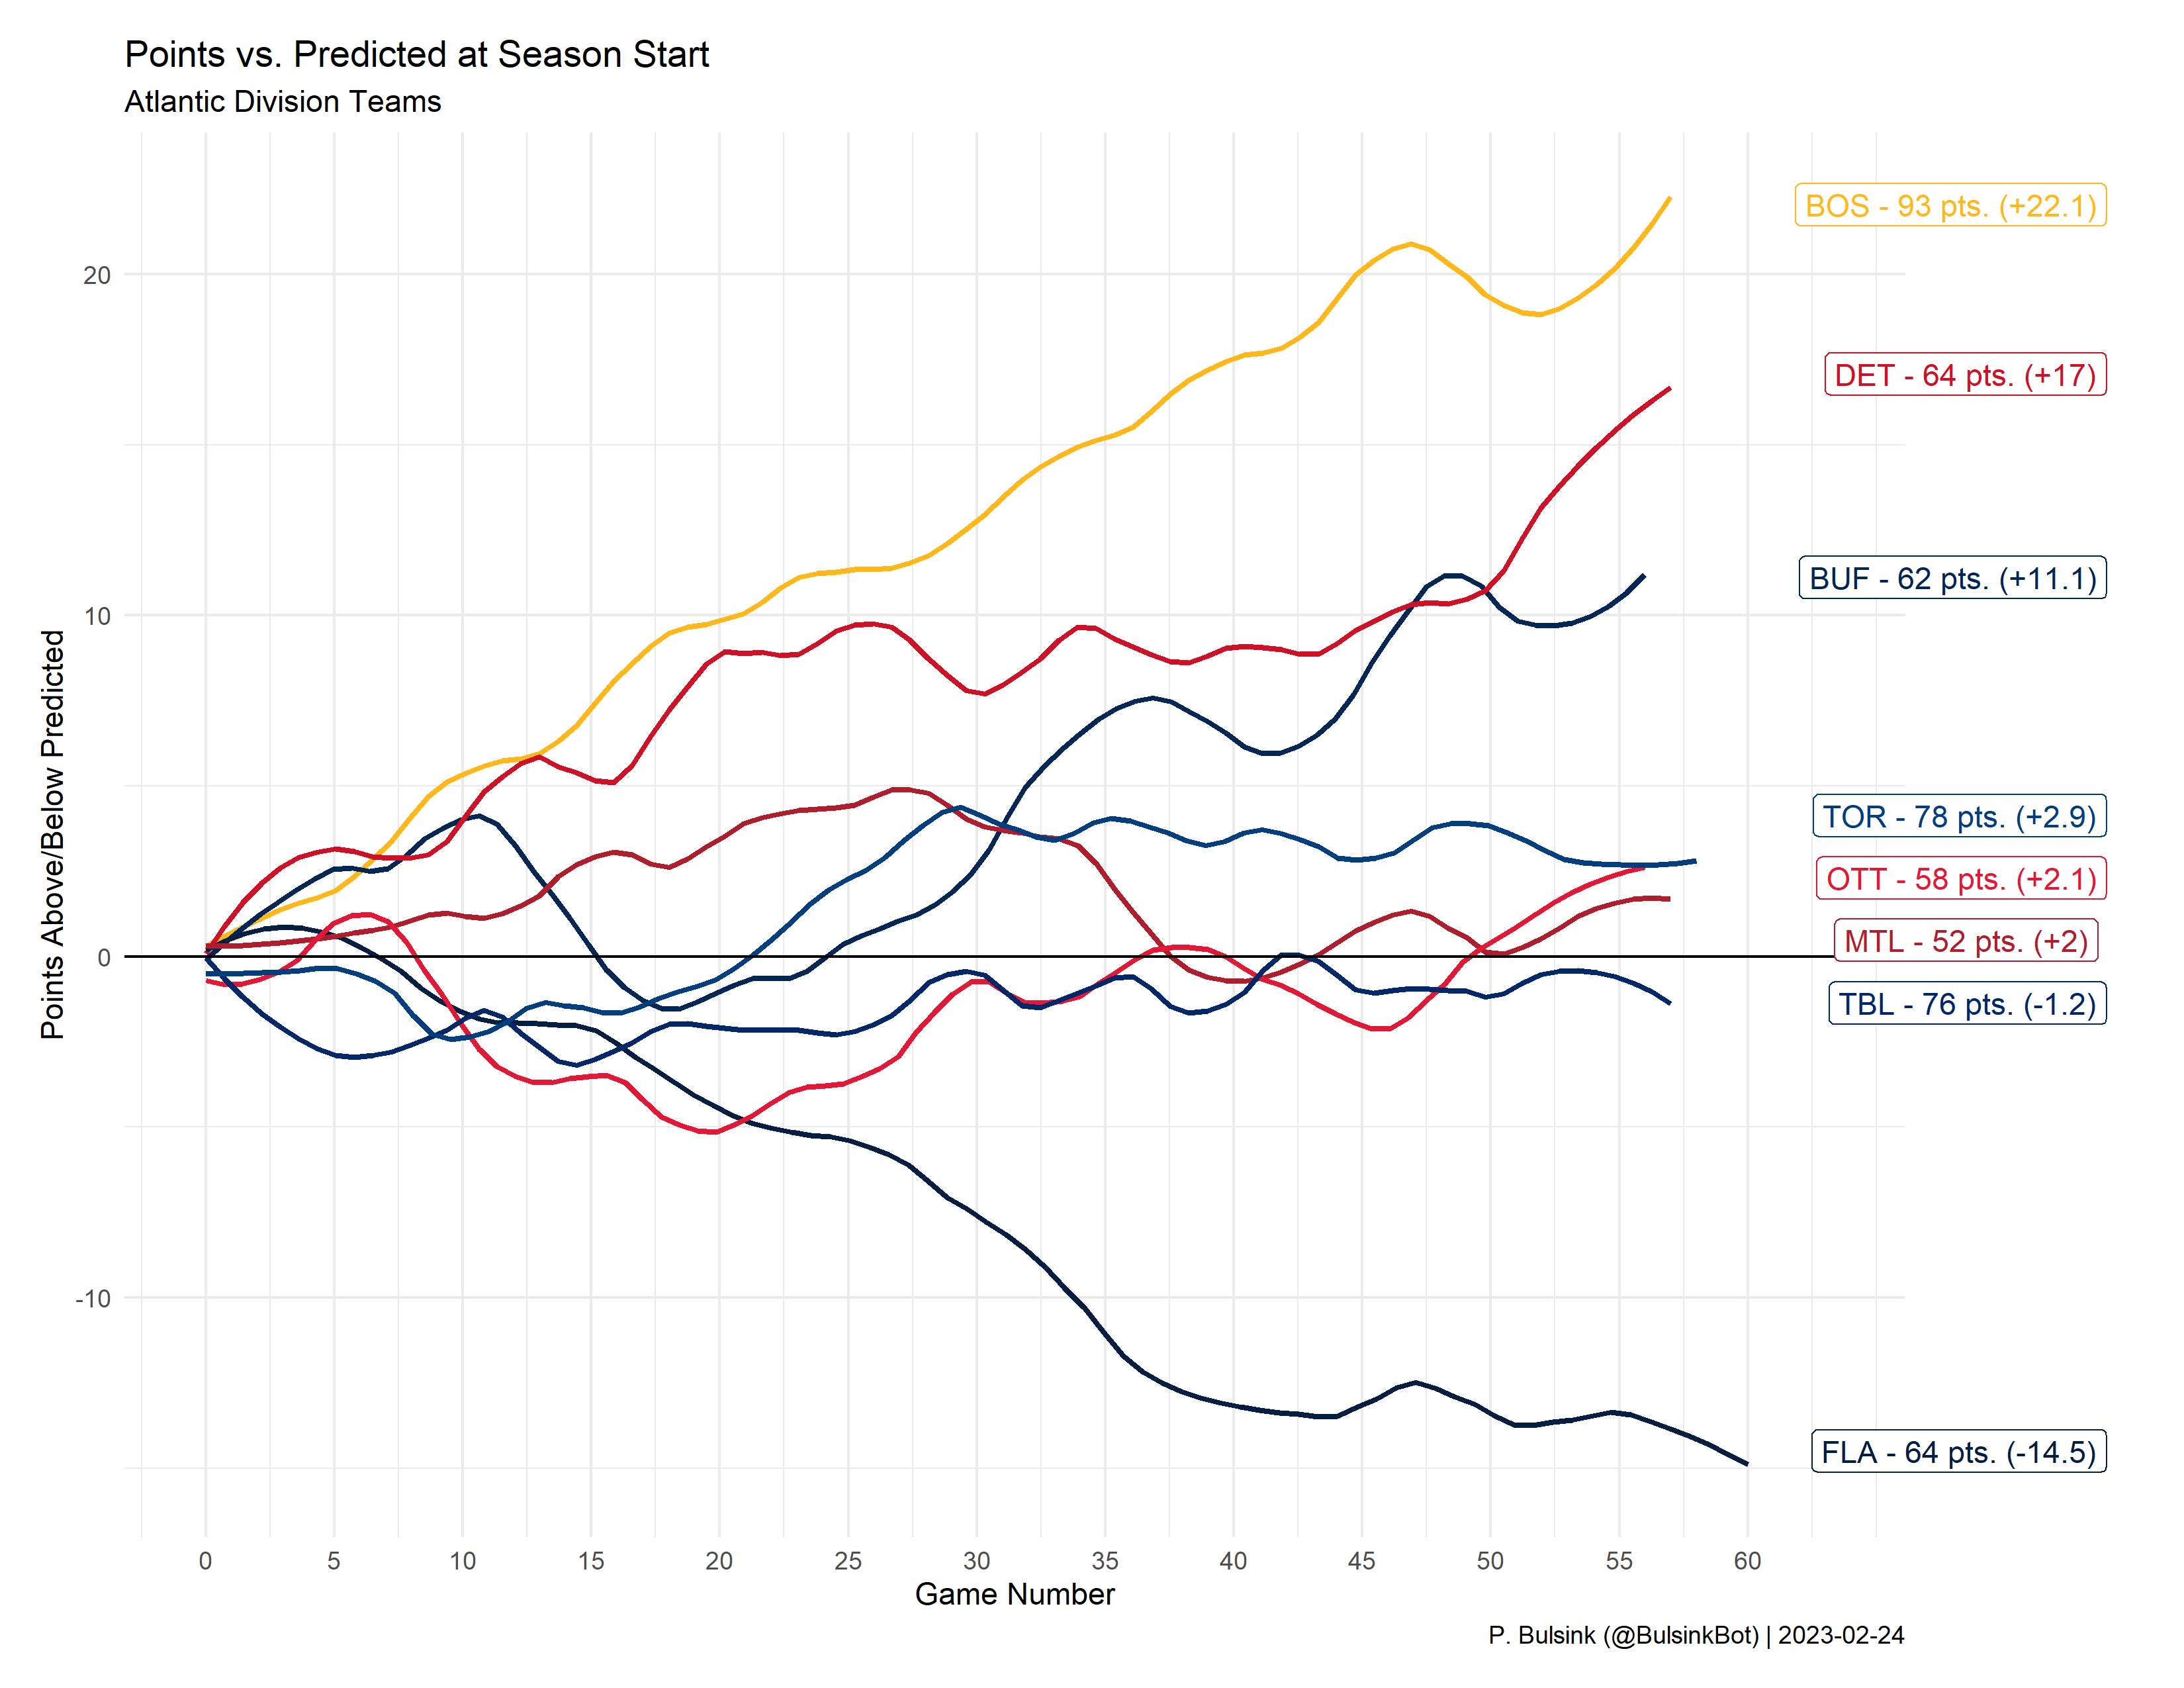 Points vs. Predicted at Season Start
Atlantic Division Teams
Points Above/Below Predicted
20
10
0
-10
BOS - 93 pts. (+22.1)
DET - 64 pts. (+17)
BUF - 62 pts. (+11.1)
TOR - 78 pts. (+2.9)
OTT - 58 pts. (+2.1)
MTL - 52 pts. (+2)
TBL - 76 pts. (-1.2)
FLA - 64 pts. (-14.5)
0 5 10 15 20 25 30 35 40 45 50 55 60
Game Number
P. Bulsink (@BulsinkBot) | 2023-02-24